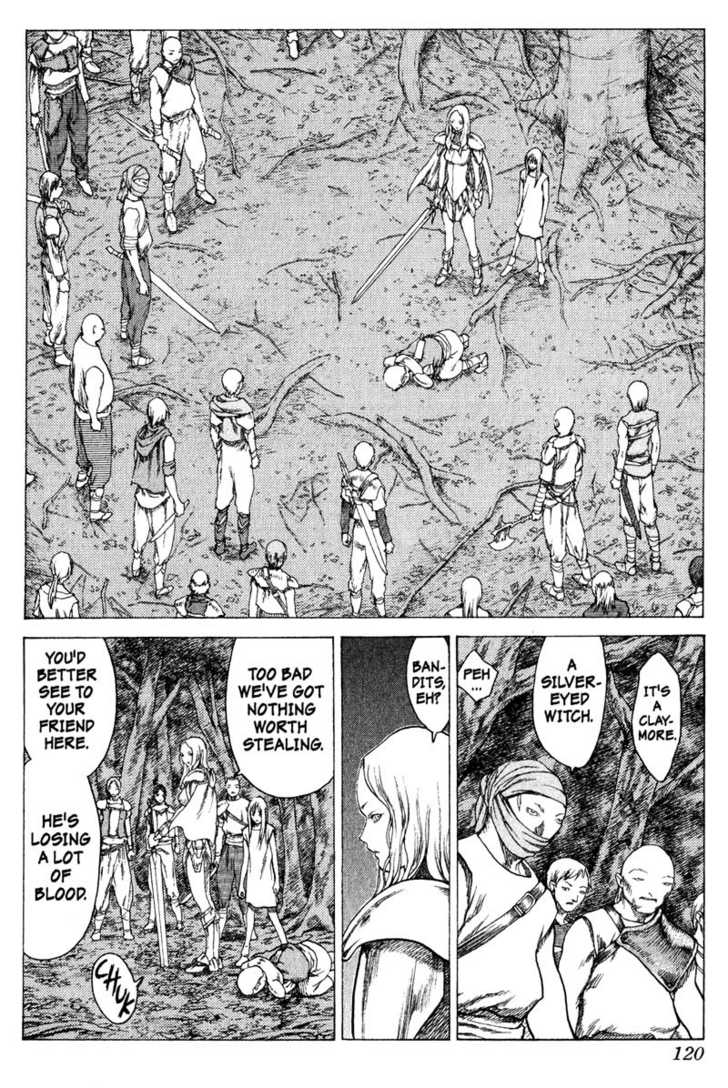 IT'S
A
CLAY-
MORE.
A
SILVER-
EYED
WITCH.
PEH
...
BAN-
DITS,
EH?
TOO BAD
WE'VE GOT
NOTHING
WORTH
STEALING.
YOU'D
BETTER
SEE TO
YOUR
FRIEND
HERE.
HE'S
LOSING
A LOT
OF
BLOOD.
CHUK
120